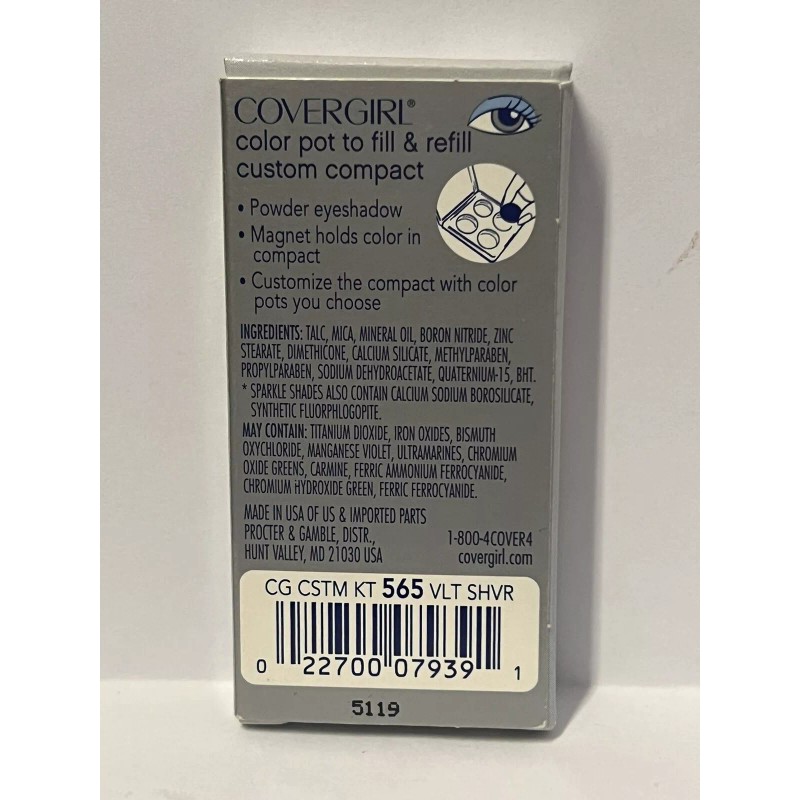 COVERGIRL®
color pot to fill & refill
custom compact
• Powder eyeshadow
• Magnet holds color in
compact
• Customize the compact with color
pots you choose
INGREDIENTS: TALC, MICA, MINERAL OIL, BORON NITRIDE, ZINC
STEARATE, DIMETHICONE, CALCIUM SILICATE, METHYLPARABEN,
PROPYLPARABEN, SODIUM DEHYDROACETATE, QUATERNIUM-15, BHT.
* SPARKLE SHADES ALSO CONTAIN CALCIUM SODIUM BOROSILICATE,
SYNTHETIC FLUORPHLOGOPITE.
MAY CONTAIN: TITANIUM DIOXIDE, IRON OXIDES, BISMUTH
OXYCHLORIDE, MANGANESE VIOLET, ULTRAMARINES, CHROMIUM
OXIDE GREENS, CARMINE, FERRIC AMMONIUM FERROCYANIDE,
CHROMIUM HYDROXIDE GREEN, FERRIC FERROCYANIDE.
MADE IN USA OF US & IMPORTED PARTS
PROCTER & GAMBLE, DISTR., 1-800-4COVER4
HUNT VALLEY, MD 21030 USA covergirl.com
CG CSTM KT 565 VLT SHVR
0 22700 07939 1
5119